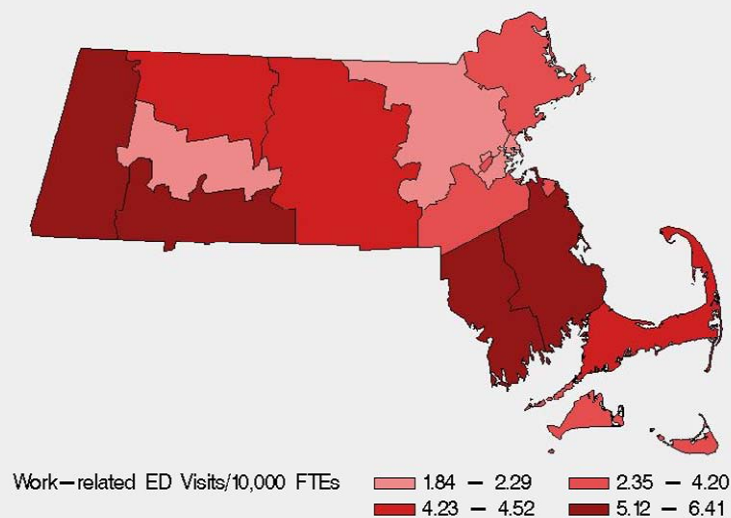 Work-related ED Visits/10,000 FTEs
1.84 - 2.29
2.35 - 4.20
4.23 - 4.52
5.12 - 6.41